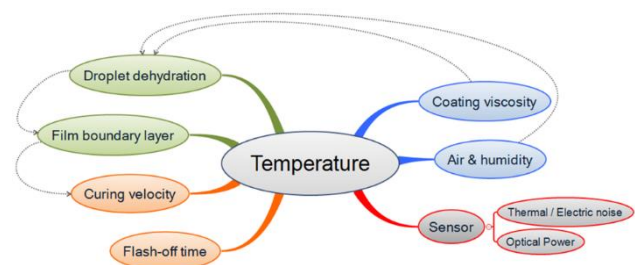 Droplet dehydration
Film boundary layer
Curing velocity
Flash-off time
Temperature
Coating viscosity
Air & humidity
Sensor
Thermal / Electric noise
Optical Power